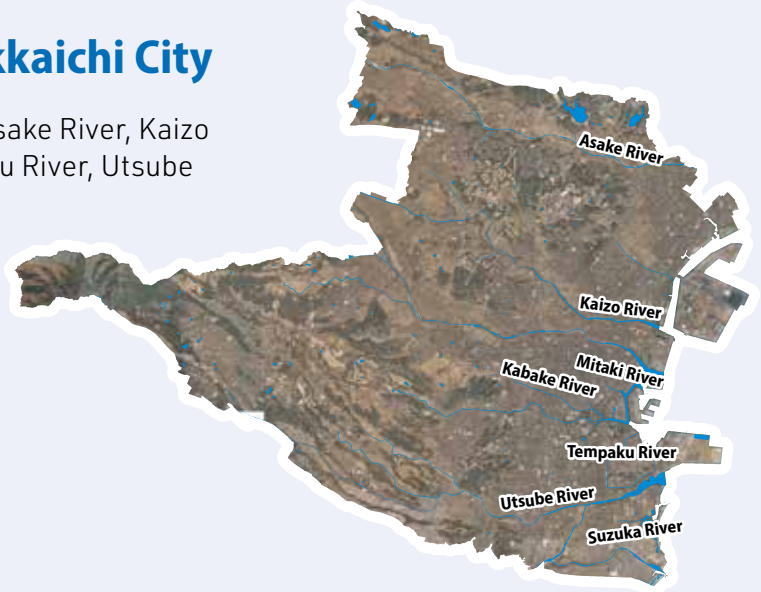 kkaichi City
sake River, Kaizo
u River, Utsube
Asake River
Kaizo River
Mitaki River
Kabake River
Tempaku River
Utsube River
Suzuka River